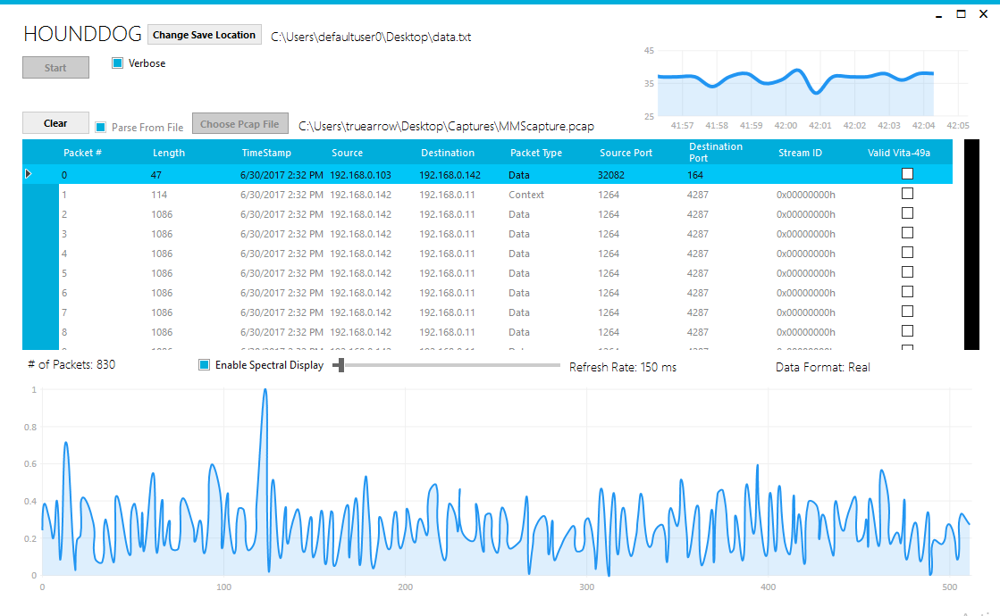 HOUNDDOG Change Save Location C:\Users\defaultuser0\Desktop\data.txt
Start Verbose
45
35
25
41:57 41:58 41:59 42:00 42:01 42:02 42:03 42:04 42:05
Clear Parse From File Choose Pcap File C:\Users\truearrow\Desktop\Captures\MMScapture.pcap
Packet # Length TimeStamp Source Destination Packet Type Source Port Destination Port Stream ID Valid Vita-49a
0 47 6/30/2017 2:32 PM 192.168.0.103 192.168.0.142 Data 32082 164
1 114 6/30/2017 2:32 PM 192.168.0.142 192.168.0.11 Context 1264 4287 0x00000000h
2 1086 6/30/2017 2:32 PM 192.168.0.142 192.168.0.11 Data 1264 4287 0x00000000h
3 1086 6/30/2017 2:32 PM 192.168.0.142 192.168.0.11 Data 1264 4287 0x00000000h
4 1086 6/30/2017 2:32 PM 192.168.0.142 192.168.0.11 Data 1264 4287 0x00000000h
5 1086 6/30/2017 2:32 PM 192.168.0.142 192.168.0.11 Data 1264 4287 0x00000000h
6 1086 6/30/2017 2:32 PM 192.168.0.142 192.168.0.11 Data 1264 4287 0x00000000h
7 1086 6/30/2017 2:32 PM 192.168.0.142 192.168.0.11 Data 1264 4287 0x00000000h
8 1086 6/30/2017 2:32 PM 192.168.0.142 192.168.0.11 Data 1264 4287 0x00000000h
# of Packets: 830 Enable Spectral Display Refresh Rate: 150 ms Data Format: Real
1
0.8
0.6
0.4
0.2
0
0 100 200 300 400 500